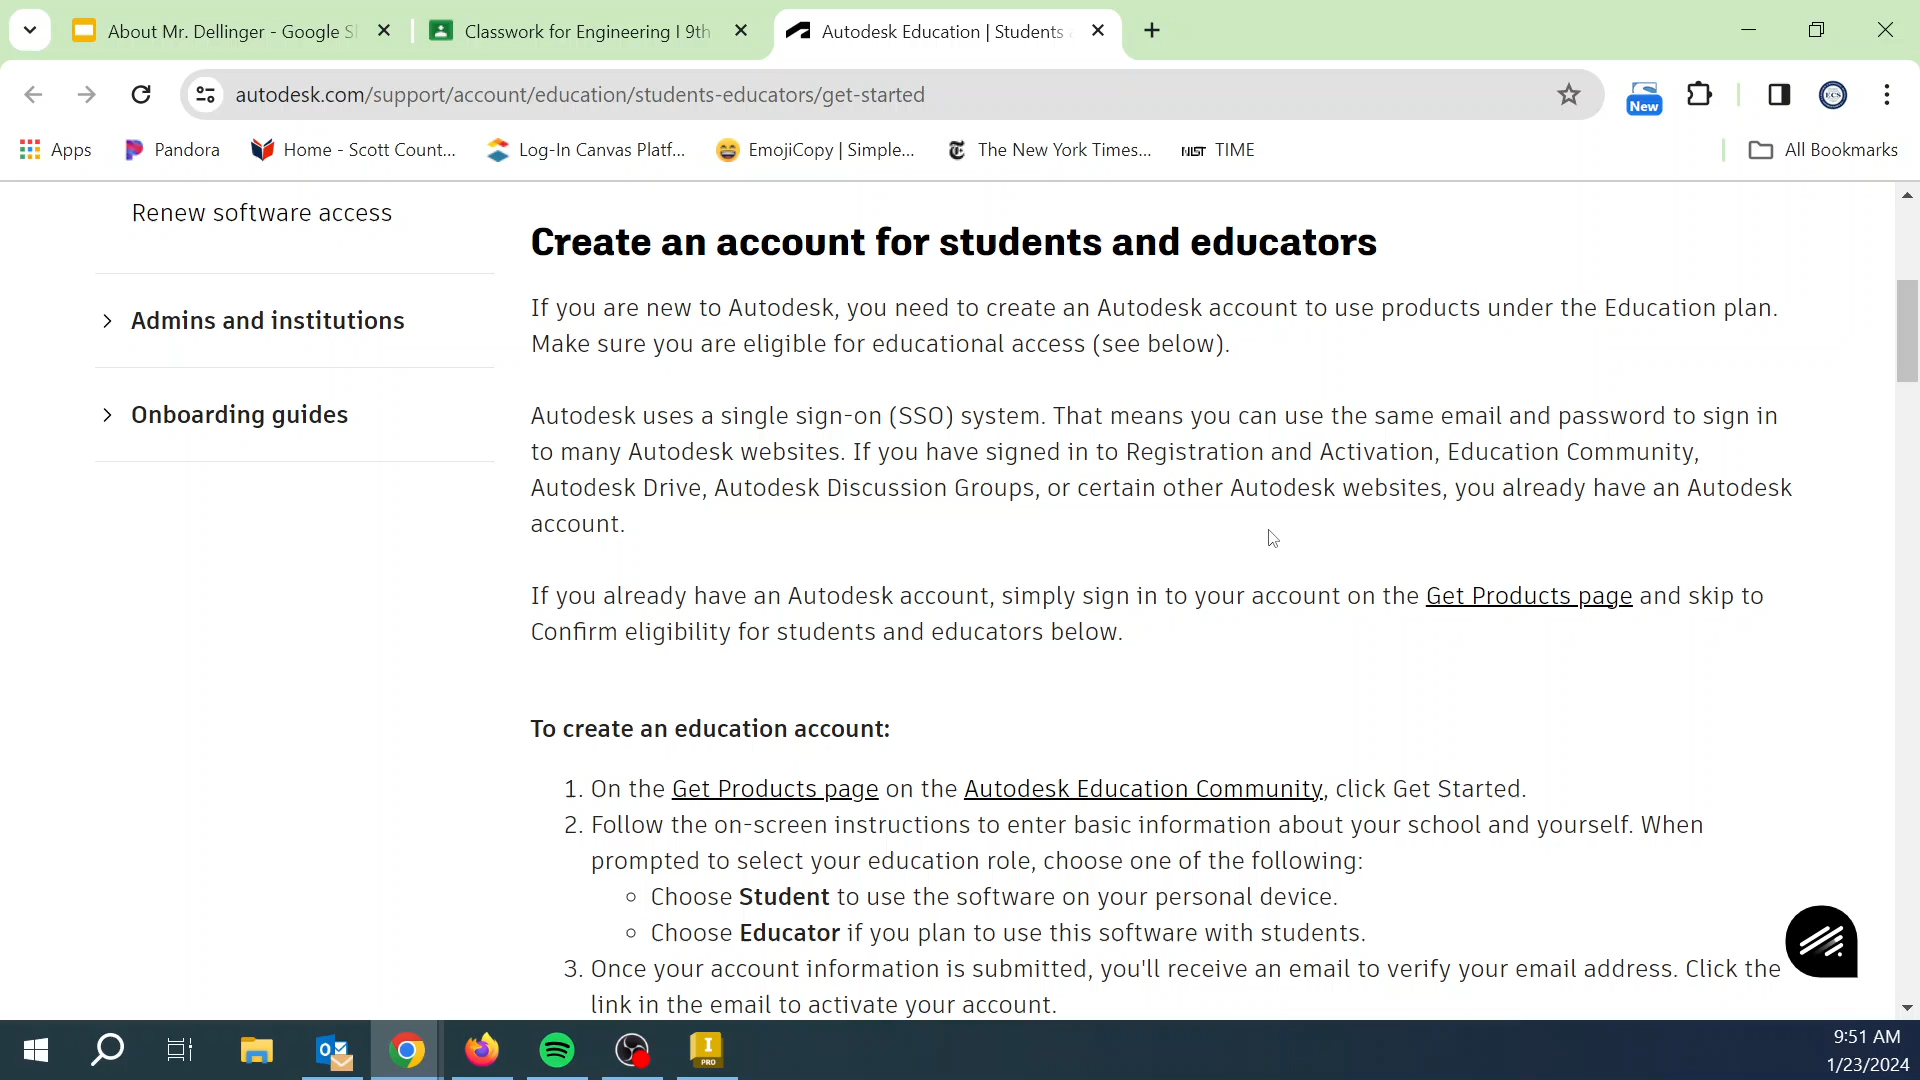 About Mr. Dellinger - Google Sl
Classwork for Engineering I 9th
Autodesk Education | Students a
autodesk.com/support/account/education/students-educators/get-started
New
ECS
Apps
Pandora
Home - Scott Count...
Log-In Canvas Platf...
EmojiCopy | Simple...
The New York Times...
NIST
TIME
All Bookmarks
Renew software access
Admins and institutions
Onboarding guides
Create an account for students and educators
If you are new to Autodesk, you need to create an Autodesk account to use products under the Education plan.
Make sure you are eligible for educational access (see below).
Autodesk uses a single sign-on (SSO) system. That means you can use the same email and password to sign in
to many Autodesk websites. If you have signed in to Registration and Activation, Education Community,
Autodesk Drive, Autodesk Discussion Groups, or certain other Autodesk websites, you already have an Autodesk
account.
If you already have an Autodesk account, simply sign in to your account on the Get Products page and skip to
Confirm eligibility for students and educators below.
To create an education account:
1. On the Get Products page on the Autodesk Education Community, click Get Started.
2. Follow the on-screen instructions to enter basic information about your school and yourself. When
prompted to select your education role, choose one of the following:
Choose Student to use the software on your personal device.
Choose Educator if you plan to use this software with students.
3. Once your account information is submitted, you'll receive an email to verify your email address. Click the
link in the email to activate your account.
I PRO
9:51 AM
1/23/2024